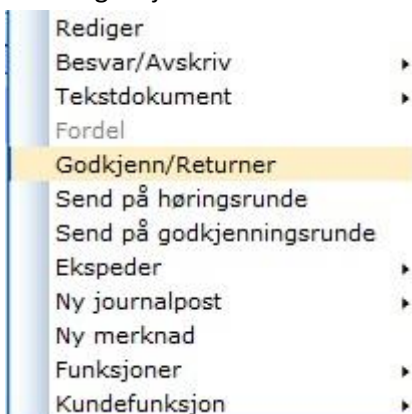 Rediger
Besvar/Avskriv
Tekstdokument
Fordel
Godkjenn/Returner
Send på høringsrunde
Send på godkjenningsrunde
Ekspeder
Ny journalpost
Ny merknad
Funksjoner
Kundefunksjon